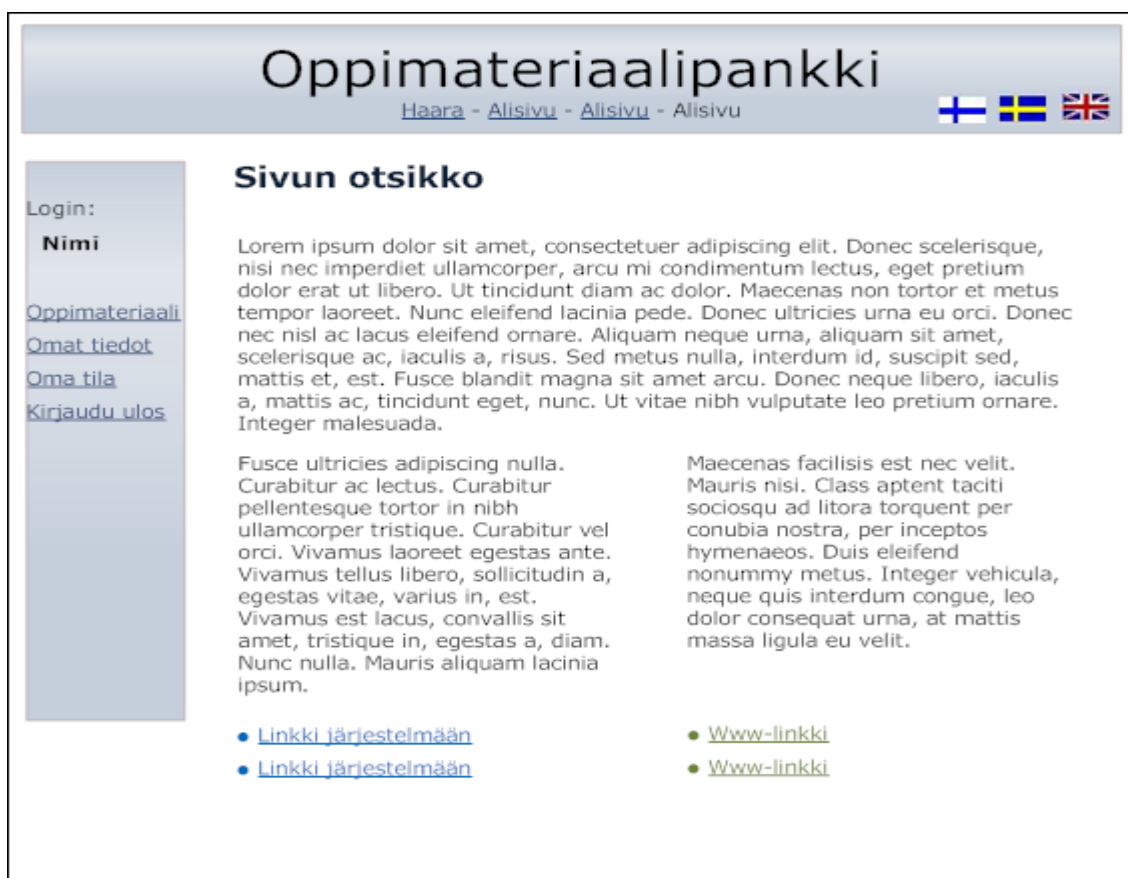 Oppimateriaalipankki
Haara - Alisivu - Alisivu - Alisivu
Login:
Nimi
Oppimateriaali
Omat tiedot
Oma tila
Kirjaudu ulos
Sivun otsikko
Lorem ipsum dolor sit amet, consectetuer adipiscing elit. Donec scelerisque,
nisi nec imperdiet ullamcorper, arcu mi condimentum lectus, eget pretium
dolor erat ut libero. Ut tincidunt diam ac dolor. Maecenas non tortor et metus
tempor laoreet. Nunc eleifend lacinia pede. Donec ultricies urna eu orci. Donec
nec nisl ac lacus eleifend ornare. Aliquam neque urna, aliquam sit amet,
scelerisque ac, iaculis a, risus. Sed metus nulla, interdum id, suscipit sed,
mattis et, est. Fusce blandit magna sit amet arcu. Donec neque libero, iaculis
a, mattis ac, tincidunt eget, nunc. Ut vitae nibh vulputate leo pretium ornare.
Integer malesuada.
Fusce ultricies adipiscing nulla.
Curabitur ac lectus. Curabitur
pellentesque tortor in nibh
ullamcorper tristique. Curabitur vel
orci. Vivamus laoreet egestas ante.
Vivamus tellus libero, sollicitudin a,
egestas vitae, varius in, est.
Vivamus est lacus, convallis sit
amet, tristique in, egestas a, diam.
Nunc nulla. Mauris aliquam lacinia
ipsum.
Maecenas facilisis est nec velit.
Mauris nisi. Class aptent taciti
sociosqu ad litora torquent per
conubia nostra, per inceptos
hymenaeos. Duis eleifend
nonummy metus. Integer vehicula,
neque quis interdum congue, leo
dolor consequat urna, at mattis
massa ligula eu velit.
• Linkki järjestelmään
• Linkki järjestelmään
• Www-linkki
• Www-linkki